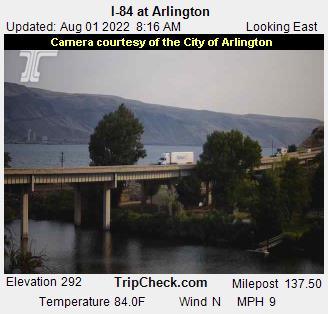 I-84 at Arlington
Updated: Aug 01 2022 8:16 AM Looking East
Camera courtesy of the City of Arlington
Elevation 292 TripCheck.com Milepost 137.50
Temperature 84.0F Wind N MPH 9